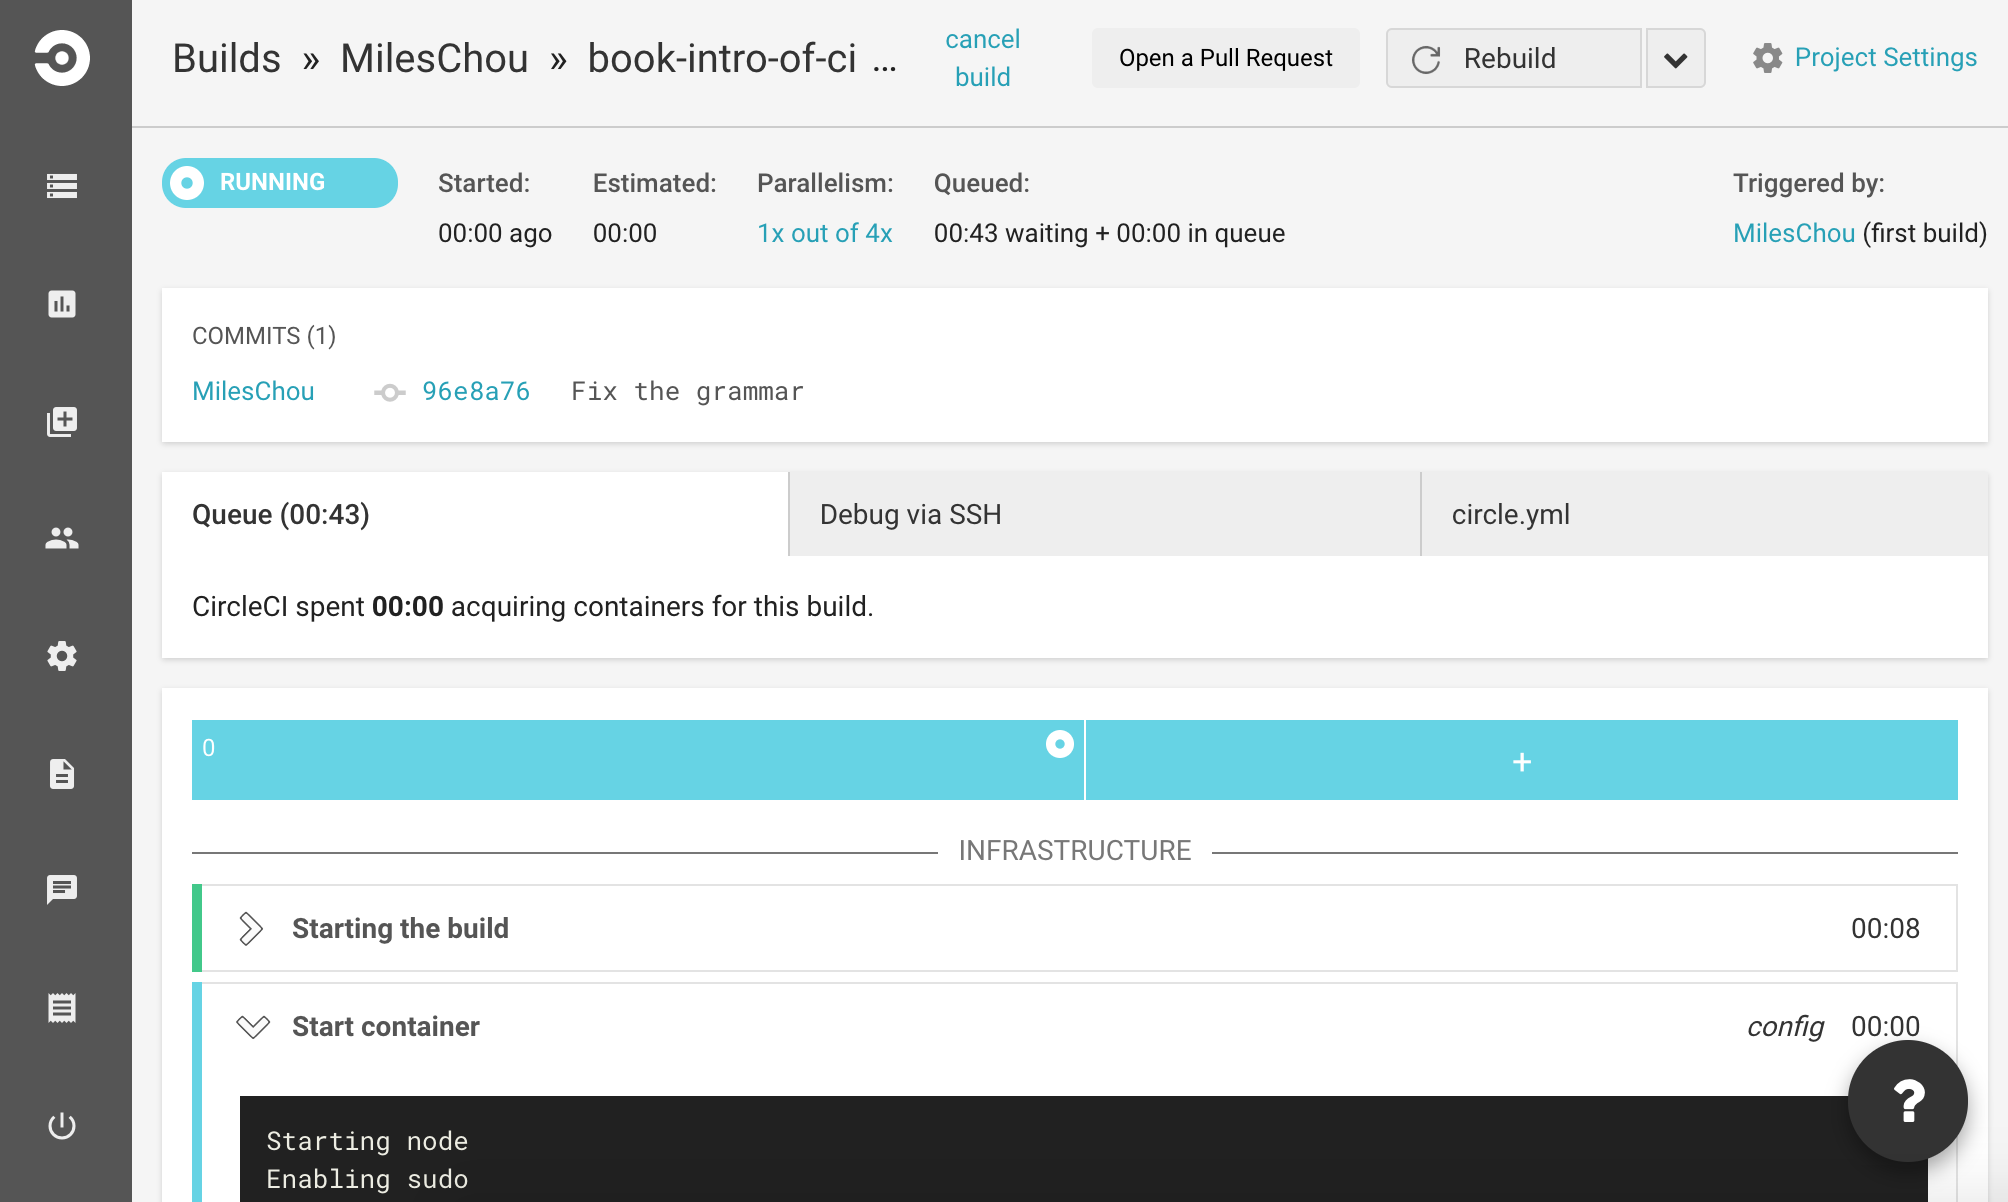 Builds » MilesChou » book-intro-of-ci ...
cancel build
Open a Pull Request
Rebuild
Project Settings
RUNNING
Started:
00:00 ago
Estimated:
00:00
Parallelism:
1x out of 4x
Queued:
00:43 waiting + 00:00 in queue
Triggered by:
MilesChou (first build)
COMMITS (1)
MilesChou 96e8a76 Fix the grammar
Queue (00:43)
Debug via SSH
circle.yml
CircleCI spent 00:00 acquiring containers for this build.
0
+
INFRASTRUCTURE
Starting the build 00:08
Start container config 00:00
?
Starting node
Enabling sudo